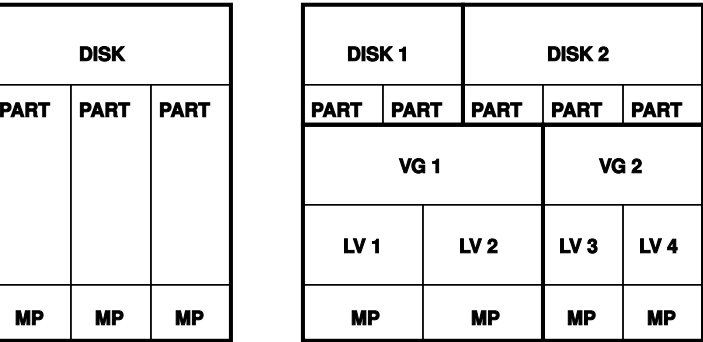 DISK
PART PART PART
MP MP MP
DISK 1 DISK 2
PART PART PART PART PART
VG 1 VG 2
LV 1 LV 2 LV 3 LV 4
MP MP MP MP